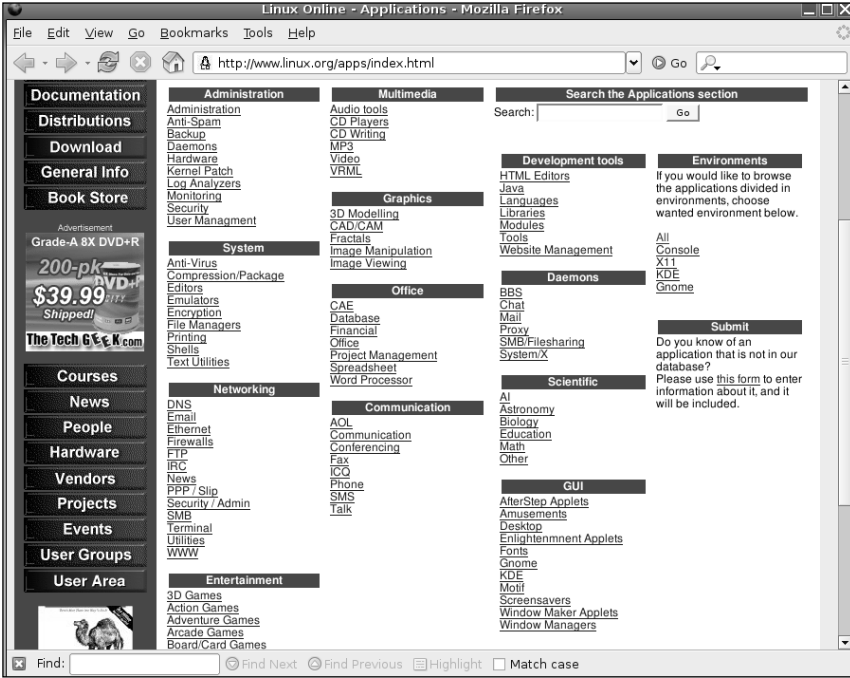 Linux Online - Applications - Mozilla Firefox
File Edit View Go Bookmarks Tools Help
http://www.linux.org/apps/index.html
Go
Documentation
Distributions
Download
General Info
Book Store
Advertisement
Grade-A 8X DVD+R
200-pk
DVD+R
$39.99
Shipped!
The Tech GEEK.com
Courses
News
People
Hardware
Vendors
Projects
Events
User Groups
User Area
Administration
Administration
Anti-Spam
Backup
Daemons
Hardware
Kernel Patch
Log Analyzers
Monitoring
Security
User Managment
System
Anti-Virus
Compression/Package
Editors
Emulators
Encryption
File Managers
Printing
Shells
Text Utilities
Networking
DNS
Email
Ethernet
Firewalls
FTP
IRC
News
PPP / Slip
Security / Admin
SMB
Terminal
Utilities
WWW
Entertainment
3D Games
Action Games
Adventure Games
Arcade Games
Board/Card Games
Multimedia
Audio tools
CD Players
CD Writing
MP3
Video
VRML
Graphics
3D Modelling
CAD/CAM
Fractals
Image Manipulation
Image Viewing
Office
CAE
Database
Financial
Office
Project Management
Spreadsheet
Word Processor
Communication
AOL
Communication
Conferencing
Fax
ICQ
Phone
SMS
Talk
Search the Applications section
Search: Go
Development tools
HTML Editors
Java
Languages
Libraries
Modules
Tools
Website Management
Daemons
BBS
Chat
Mail
Proxy
SMB/Filesharing
System/X
Scientific
AI
Astronomy
Biology
Education
Math
Other
GUI
AfterStep Applets
Amusements
Desktop
Enlightenmnent Applets
Fonts
Gnome
KDE
Motif
Screensavers
Window Maker Applets
Window Managers
Environments
If you would like to browse
the applications divided in
environments, choose
wanted environment below.
All
Console
X11
KDE
Gnome
Submit
Do you know of an
application that is not in our
database?
Please use this form to enter
information about it, and it
will be included.
Find: Find Next Find Previous Highlight Match case